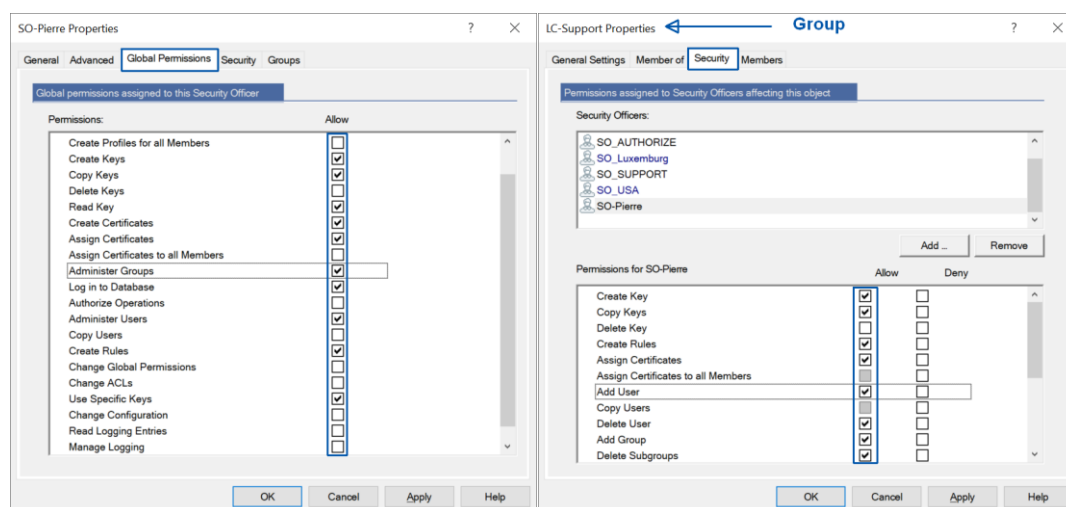 SO-Pierre Properties
General Advanced Global Permissions Security Groups
Global permissions assigned to this Security Officer
Permissions: Allow
Create Profiles for all Members
Create Keys
Copy Keys
Delete Keys
Read Key
Create Certificates
Assign Certificates
Assign Certificates to all Members
Administer Groups
Log in to Database
Authorize Operations
Administer Users
Copy Users
Create Rules
Change Global Permissions
Change ACLs
Use Specific Keys
Change Configuration
Read Logging Entries
Manage Logging
OK Cancel Apply Help
LC-Support Properties Group
General Settings Member of Security Members
Permissions assigned to Security Officers affecting this object
Security Officers:
SO_AUTHORIZE
SO_Luxemburg
SO_SUPPORT
SO_USA
SO-Pierre
Add ... Remove
Permissions for SO-Pierre Allow Deny
Create Key
Copy Keys
Delete Key
Create Rules
Assign Certificates
Assign Certificates to all Members
Add User
Copy Users
Delete User
Add Group
Delete Subgroups
OK Cancel Apply Help